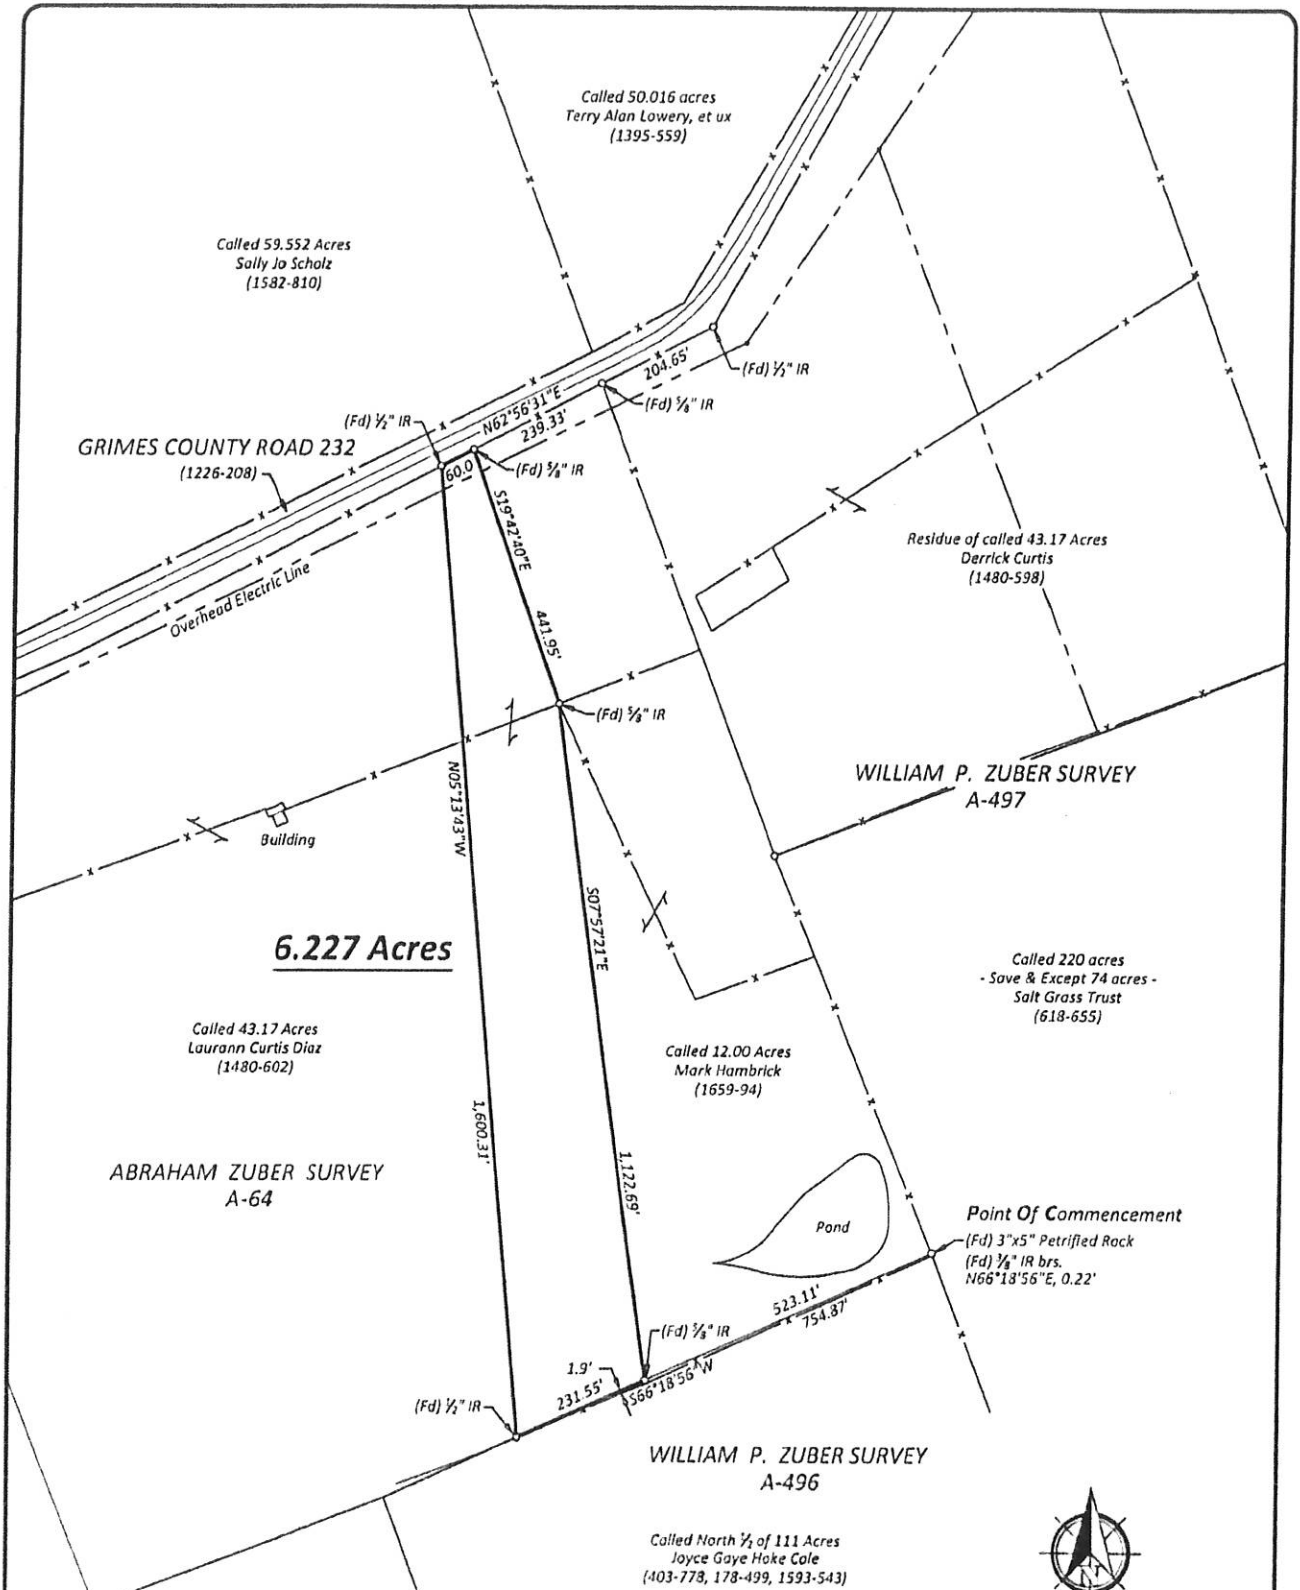 Called 50.016 acres
Terry Alan Lowery, et ux
(1395-559)
Called 59.552 Acres
Sally Jo Scholz
(1582-810)
204.65'
(Fd) ½" IR
(Fd) ⅝" IR
N62°56'31"E
239.33'
(Fd) ½" IR
GRIMES COUNTY ROAD 232
(1226-208)
60.0
(Fd) ⅝" IR
S19°42'40"E
441.95'
Residue of called 43.17 Acres
Derrick Curtis
(1480-598)
Overhead Electric Line
(Fd) ⅝" IR
WILLIAM P. ZUBER SURVEY
A-497
N05°13'43"W
1,600.31'
Building
S07°57'21"E
1,122.69'
6.227 Acres
Called 220 acres
- Save & Except 74 acres -
Salt Grass Trust
(618-655)
Called 43.17 Acres
Laurann Curtis Diaz
(1480-602)
Called 12.00 Acres
Mark Hambrick
(1659-94)
ABRAHAM ZUBER SURVEY
A-64
Pond
Point Of Commencement
(Fd) 3"x5" Petrified Rock
(Fd) ⅜" IR brs.
N66°18'56"E, 0.22'
523.11'
754.87'
(Fd) ⅝" IR
1.9'
231.55'
S66°18'56"W
(Fd) ½" IR
WILLIAM P. ZUBER SURVEY
A-496
Called North ½ of 111 Acres
Joyce Gaye Hoke Cole
(403-778, 178-499, 1593-543)
N